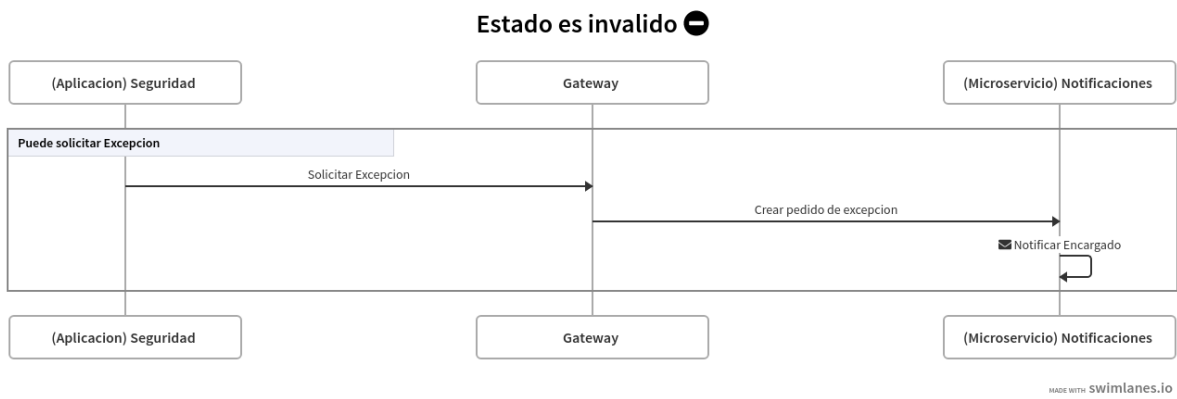 Estado es invalido
(Aplicacion) Seguridad
Gateway
(Microservicio) Notificaciones
Puede solicitar Excepcion
Solicitar Excepcion
Crear pedido de excepcion
Notificar Encargado
(Aplicacion) Seguridad
Gateway
(Microservicio) Notificaciones
MADE WITH swimlanes.io